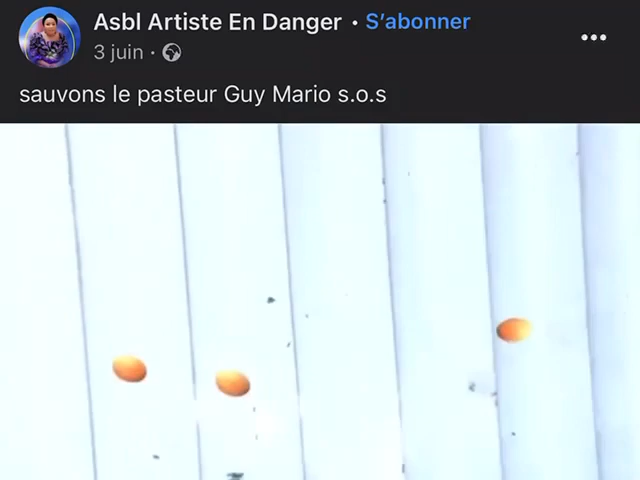 Asbl Artiste En Danger • S'abonner
3 juin •
sauvons le pasteur Guy Mario s.o.s